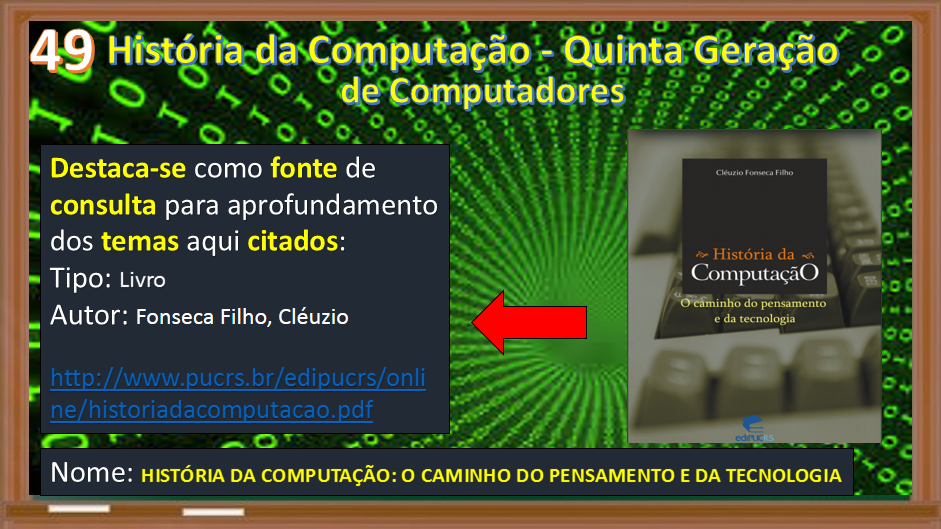 49 História da Computação - Quinta Geração
de Computadores
Destaca-se como fonte de
consulta para aprofundamento
dos temas aqui citados:
Tipo: Livro
Autor: Fonseca Filho, Cléuzio
http://www.pucrs.br/edipucrs/onli
ne/historiadacomputacao.pdf
Cléuzio Fonseca Filho
História da
ComputaçãO
O caminho do pensamento
e da tecnologia
ediPUCRS
Nome: HISTÓRIA DA COMPUTAÇÃO: O CAMINHO DO PENSAMENTO E DA TECNOLOGIA